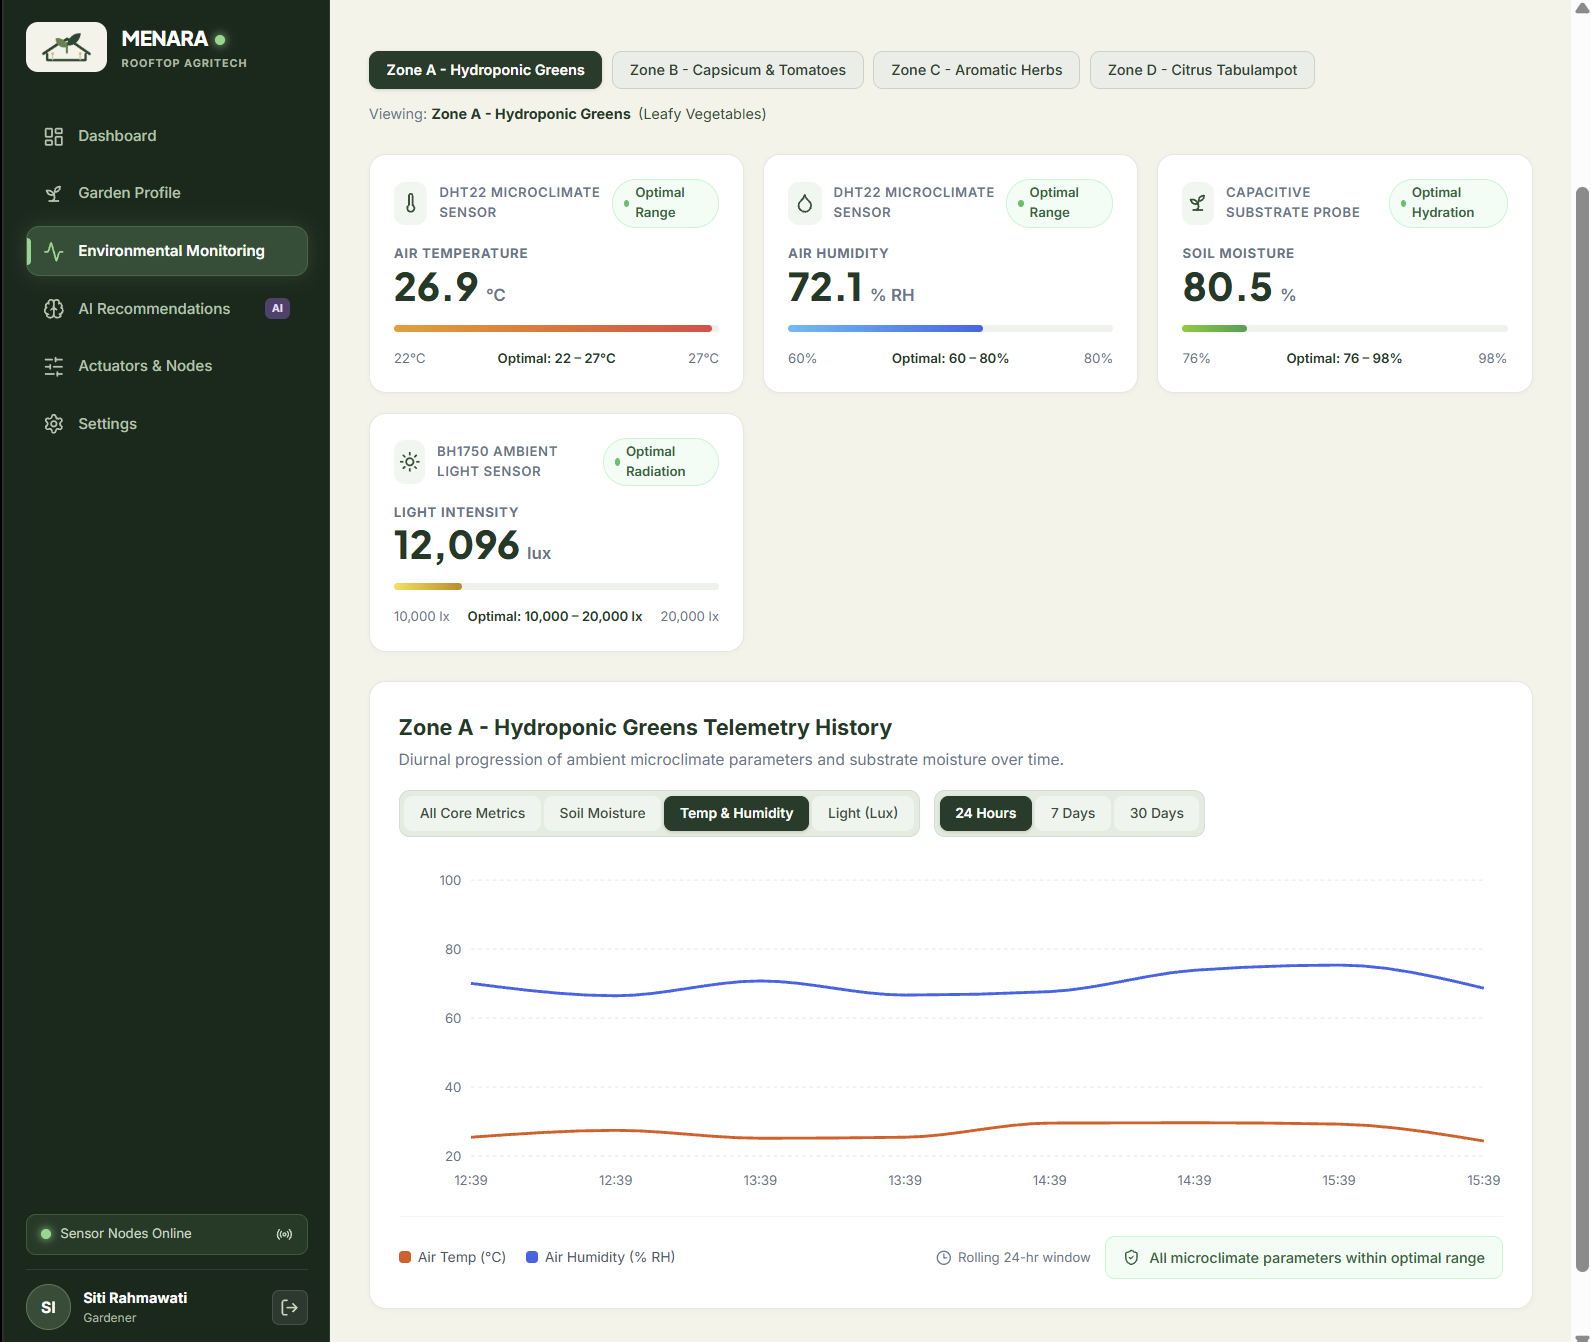 MENARA
ROOFTOP AGRITECH
Dashboard
Garden Profile
Environmental Monitoring
AI Recommendations AI
Actuators & Nodes
Settings
Sensor Nodes Online
SI
Siti Rahmawati
Gardener
Zone A - Hydroponic Greens
Zone B - Capsicum & Tomatoes
Zone C - Aromatic Herbs
Zone D - Citrus Tabulampot
Viewing: Zone A - Hydroponic Greens (Leafy Vegetables)
DHT22 MICROCLIMATE
SENSOR
Optimal
Range
AIR TEMPERATURE
26.9 °C
22°C Optimal: 22 – 27°C 27°C
DHT22 MICROCLIMATE
SENSOR
Optimal
Range
AIR HUMIDITY
72.1 % RH
60% Optimal: 60 – 80% 80%
CAPACITIVE
SUBSTRATE PROBE
Optimal
Hydration
SOIL MOISTURE
80.5 %
76% Optimal: 76 – 98% 98%
BH1750 AMBIENT
LIGHT SENSOR
Optimal
Radiation
LIGHT INTENSITY
12,096 lux
10,000 lx Optimal: 10,000 – 20,000 lx 20,000 lx
Zone A - Hydroponic Greens Telemetry History
Diurnal progression of ambient microclimate parameters and substrate moisture over time.
All Core Metrics Soil Moisture Temp & Humidity Light (Lux)
24 Hours 7 Days 30 Days
100
80
60
40
20
12:39 12:39 13:39 13:39 14:39 14:39 15:39 15:39
Air Temp (°C) Air Humidity (% RH)
Rolling 24-hr window
All microclimate parameters within optimal range